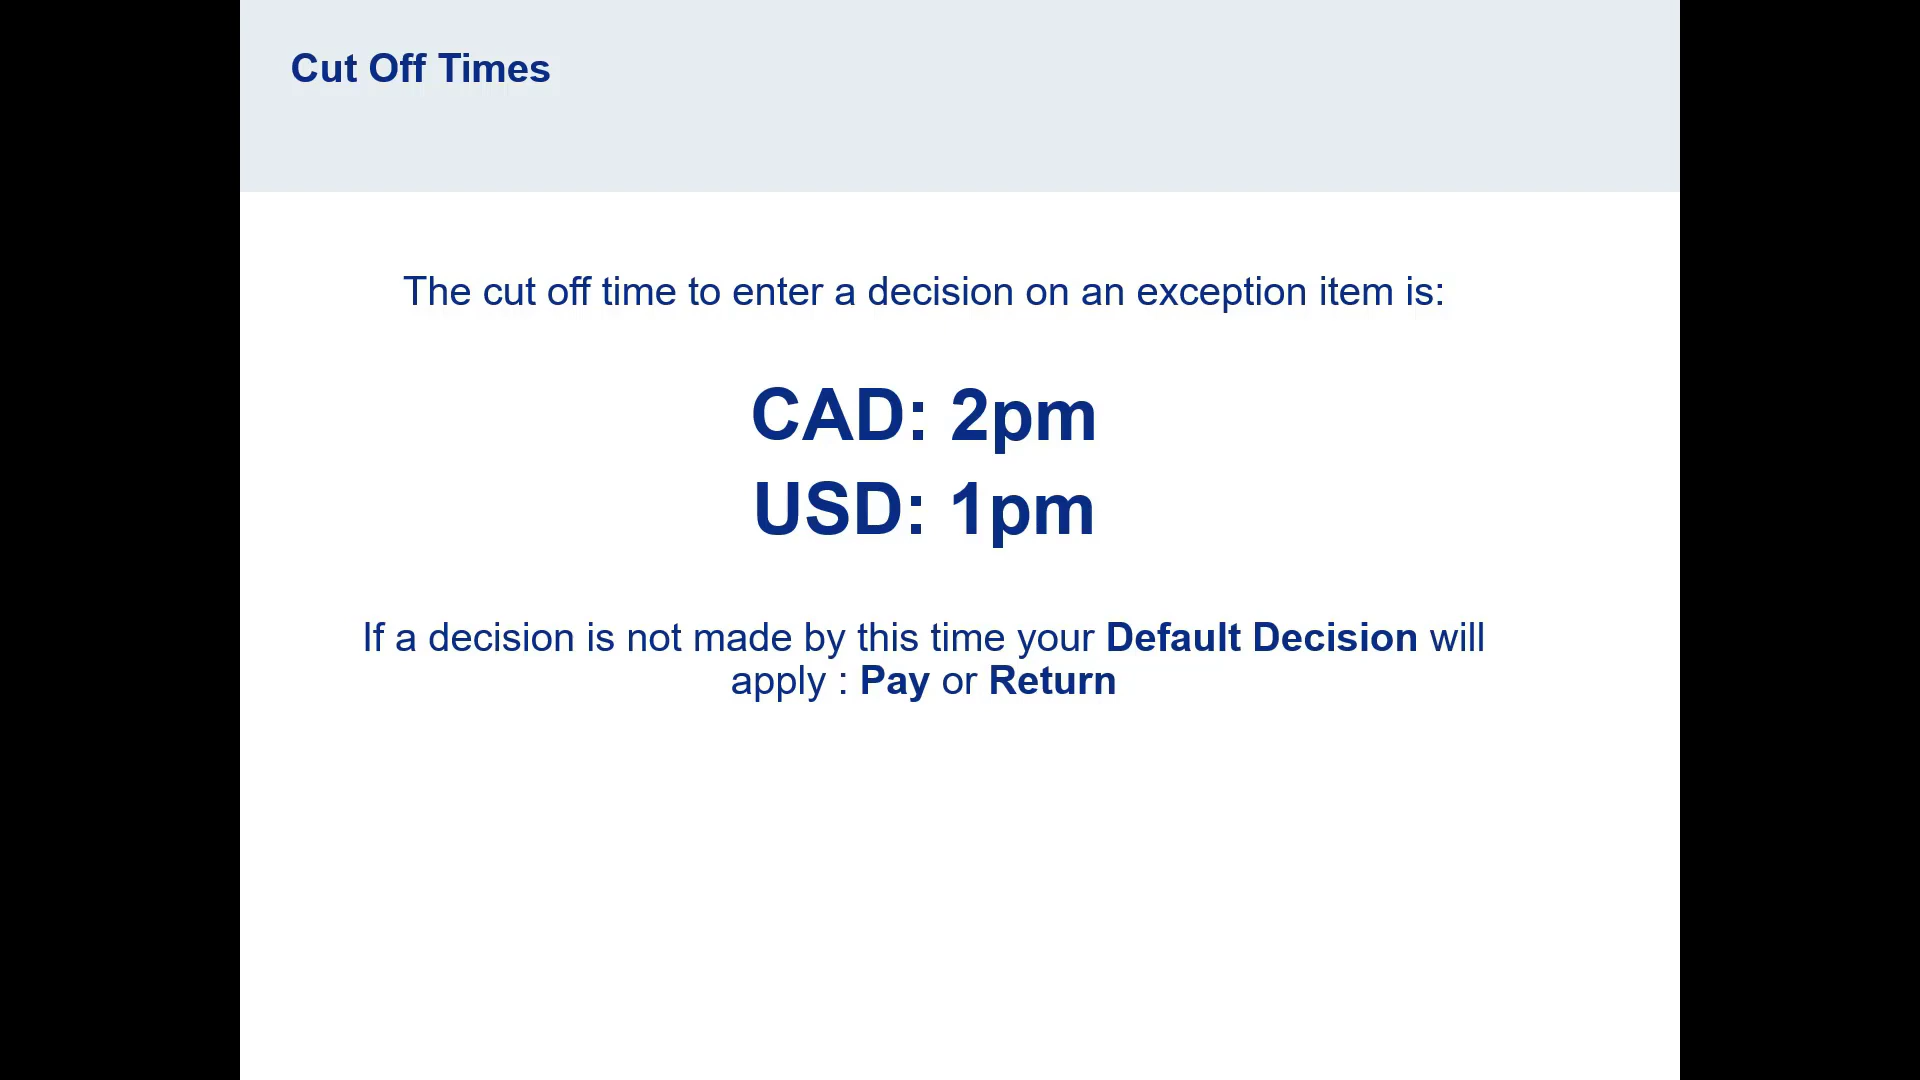 Cut Off Times
The cut off time to enter a decision on an exception item is:
CAD: 2pm
USD: 1pm
If a decision is not made by this time your Default Decision will
apply : Pay or Return